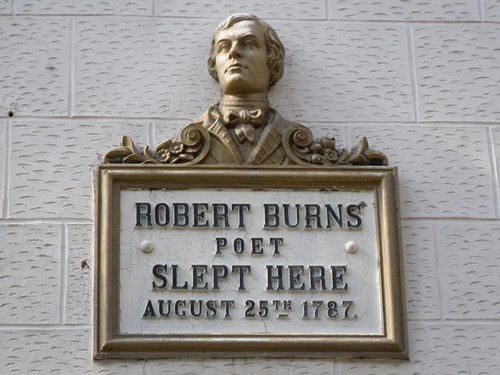 ROBERT BURNS
POET
SLEPT HERE
AUGUST 25TH 1787.